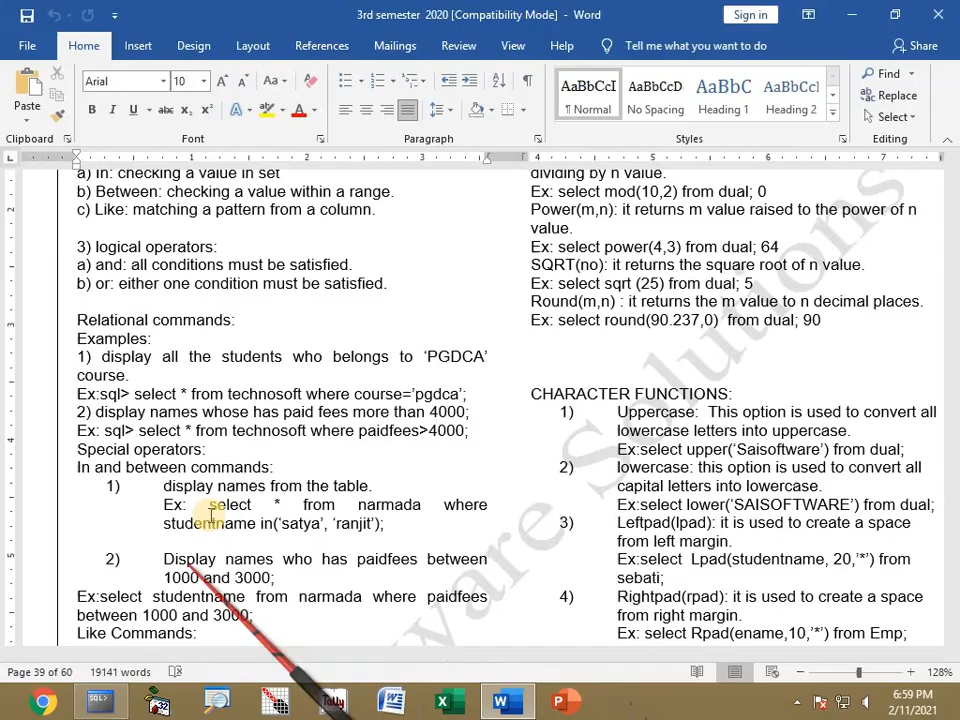 3rd semester 2020 [Compatibility Mode] - Word
Sign in
File Home Insert Design Layout References Mailings Review View Help Tell me what you want to do Share
Paste
Arial 10
Aa
B I U abc x₂ x²
A
AaBbCcI AaBbCcD AaBbC AaBbCcI
¶ Normal No Spacing Heading 1 Heading 2
Find
Replace
Select
Clipboard Font Paragraph Styles Editing
1 2 3 4 5 6 7
a) In: checking a value in set
b) Between: checking a value within a range.
c) Like: matching a pattern from a column.
3) logical operators:
a) and: all conditions must be satisfied.
b) or: either one condition must be satisfied.
Relational commands:
Examples:
1) display all the students who belongs to ‘PGDCA’
course.
Ex:sql> select * from technosoft where course=’pgdca’;
2) display names whose has paid fees more than 4000;
Ex: sql> select * from technosoft where paidfees>4000;
Special operators:
In and between commands:
1) display names from the table.
Ex: select * from narmada where
studentname in(‘satya’, ‘ranjit’);
2) Display names who has paidfees between
1000 and 3000;
Ex:select studentname from narmada where paidfees
between 1000 and 3000;
Like Commands:
dividing by n value.
Ex: select mod(10,2) from dual; 0
Power(m,n): it returns m value raised to the power of n
value.
Ex: select power(4,3) from dual; 64
SQRT(no): it returns the square root of n value.
Ex: select sqrt (25) from dual; 5
Round(m,n) : it returns the m value to n decimal places.
Ex: select round(90.237,0) from dual; 90
CHARACTER FUNCTIONS:
1) Uppercase: This option is used to convert all
lowercase letters into uppercase.
Ex:select upper(‘Saisoftware’) from dual;
2) lowercase: this option is used to convert all
capital letters into lowercase.
Ex:select lower(‘SAISOFTWARE’) from dual;
3) Leftpad(lpad): it is used to create a space
from left margin.
Ex:select Lpad(studentname, 20,’*’) from
sebati;
4) Rightpad(rpad): it is used to create a space
from right margin.
Ex: select Rpad(ename,10,’*’) from Emp;
ware Solutions
Page 39 of 60 19141 words 128%
SQL> 32 Tally
6:59 PM
2/11/2021